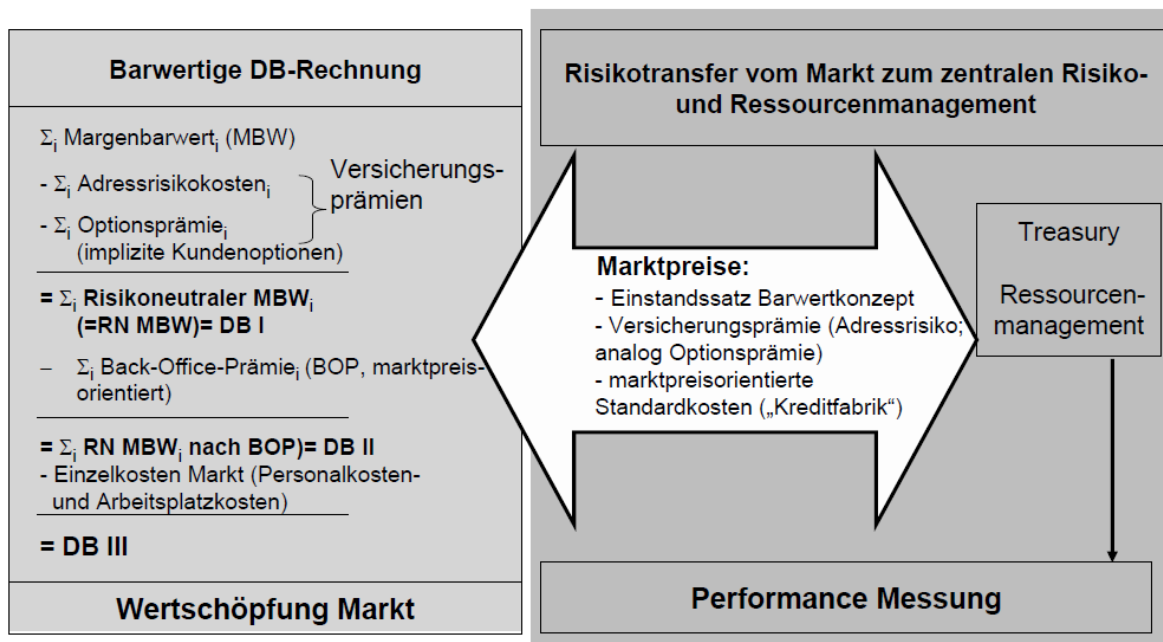 Barwertige DB-Rechnung
Σi Margenbarwerti (MBW)
- Σi Adressrisikokosteni
- Σi Optionsprämiei
(implizite Kundenoptionen)
Versicherungs-
prämien
= Σi Risikoneutraler MBWi
(=RN MBW)= DB I
– Σi Back-Office-Prämiei (BOP, marktpreis-
orientiert)
= Σi RN MBWi nach BOP)= DB II
- Einzelkosten Markt (Personalkosten-
und Arbeitsplatzkosten)
= DB III
Wertschöpfung Markt
Risikotransfer vom Markt zum zentralen Risiko-
und Ressourcenmanagement
Marktpreise:
- Einstandssatz Barwertkonzept
- Versicherungsprämie (Adressrisiko;
analog Optionsprämie)
- marktpreisorientierte
Standardkosten („Kreditfabrik“)
Treasury
Ressourcen-
management
Performance Messung